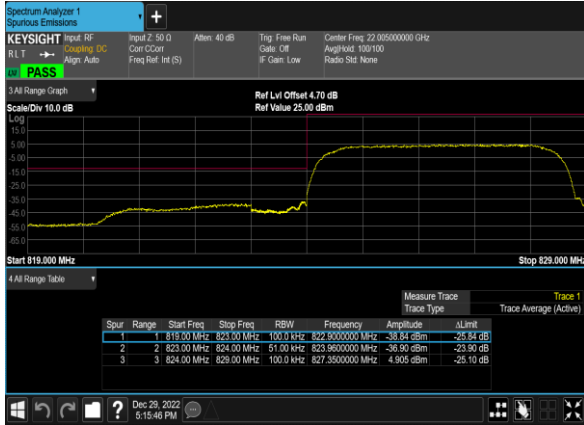 Spectrum Analyzer 1
Spurious Emissions
KEYSIGHT Input: RF Input Z: 50 Ω Atten: 40 dB Trig: Free Run Center Freq: 22.005000000 GHz
RLT Coupling: DC Corr CCorr Gate: Off Avg|Hold: 100/100
Align: Auto Freq Ref: Int (S) IF Gain: Low Radio Std: None
PASS
3 All Range Graph
Ref Lvl Offset 4.70 dB
Scale/Div 10.0 dB Ref Value 25.00 dBm
Log
15.0
5.00
-5.00
-15.0
-25.0
-35.0
-45.0
-55.0
-65.0
Start 819.000 MHz Stop 829.000 MHz
4 All Range Table
Measure Trace Trace 1
Trace Type Trace Average (Active)
Spur Range Start Freq Stop Freq RBW Frequency Amplitude ΔLimit
1 1 819.00 MHz 823.00 MHz 100.0 kHz 822.9000000 MHz -38.84 dBm -25.84 dB
2 2 823.00 MHz 824.00 MHz 51.00 kHz 823.9600000 MHz -36.90 dBm -23.90 dB
3 3 824.00 MHz 829.00 MHz 100.0 kHz 827.3500000 MHz 4.905 dBm -25.10 dB
? Dec 29, 2022
5:15:46 PM